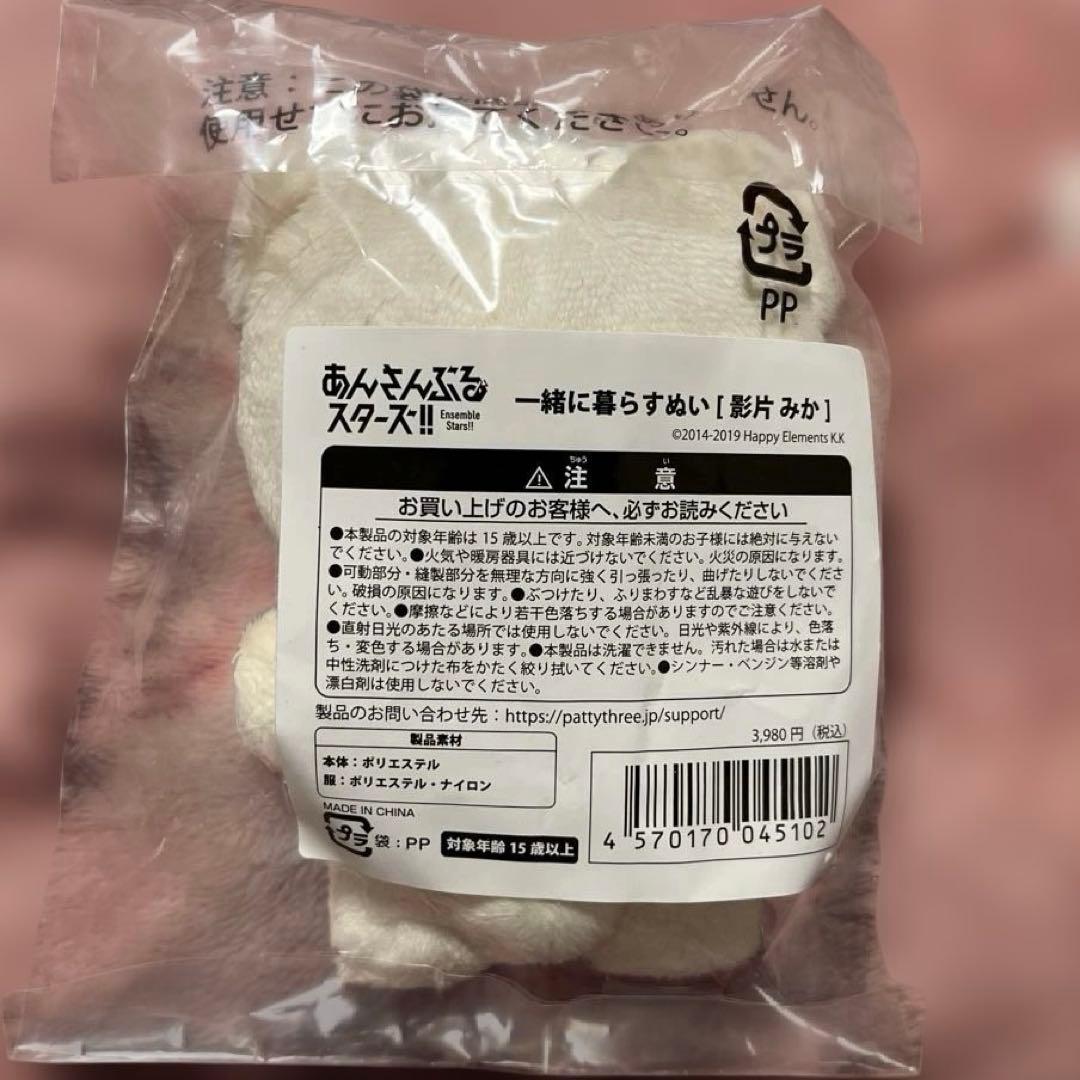 注意：この袋は
さん。
使用せずにお
てください。
プラ
PP
あんさんぶる
スターズ!!
Ensemble
Stars!!
一緒に暮らすぬい [ 影片 みか ]
©2014-2019 Happy Elements K.K
ちゅう い
⚠ 注 意
お買い上げのお客様へ、必ずお読みください
●本製品の対象年齢は 15 歳以上です。対象年齢未満のお子様には絶対に与えない
でください。●火気や暖房器具には近づけないでください。火災の原因になります。
●可動部分・縫製部分を無理な方向に強く引っ張ったり、曲げたりしないでくださ
い。破損の原因になります。●ぶつけたり、ふりまわすなど乱暴な遊びをしないで
ください。●摩擦などにより若干色落ちする場合がありますのでご注意ください。
●直射日光のあたる場所では使用しないでください。日光や紫外線により、色落
ち・変色する場合があります。●本製品は洗濯できません。汚れた場合は水または
中性洗剤につけた布をかたく絞り拭いてください。●シンナー・ベンジン等溶剤や
漂白剤は使用しないでください。
製品のお問い合わせ先：https://pattythree.jp/support/
3,980 円（税込）
製品素材
本体：ポリエステル
服：ポリエステル・ナイロン
MADE IN CHINA
プラ 袋：PP
対象年齢 15 歳以上
4 570170 045102